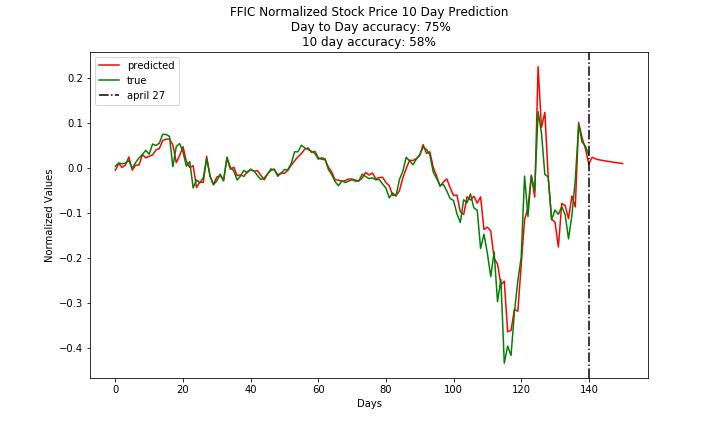 FFIC Normalized Stock Price 10 Day Prediction
Day to Day accuracy: 75%
10 day accuracy: 58%
predicted
true
april 27
0.2
0.1
0.0
−0.1
−0.2
−0.3
−0.4
Normalized Values
0 20 40 60 80 100 120 140
Days